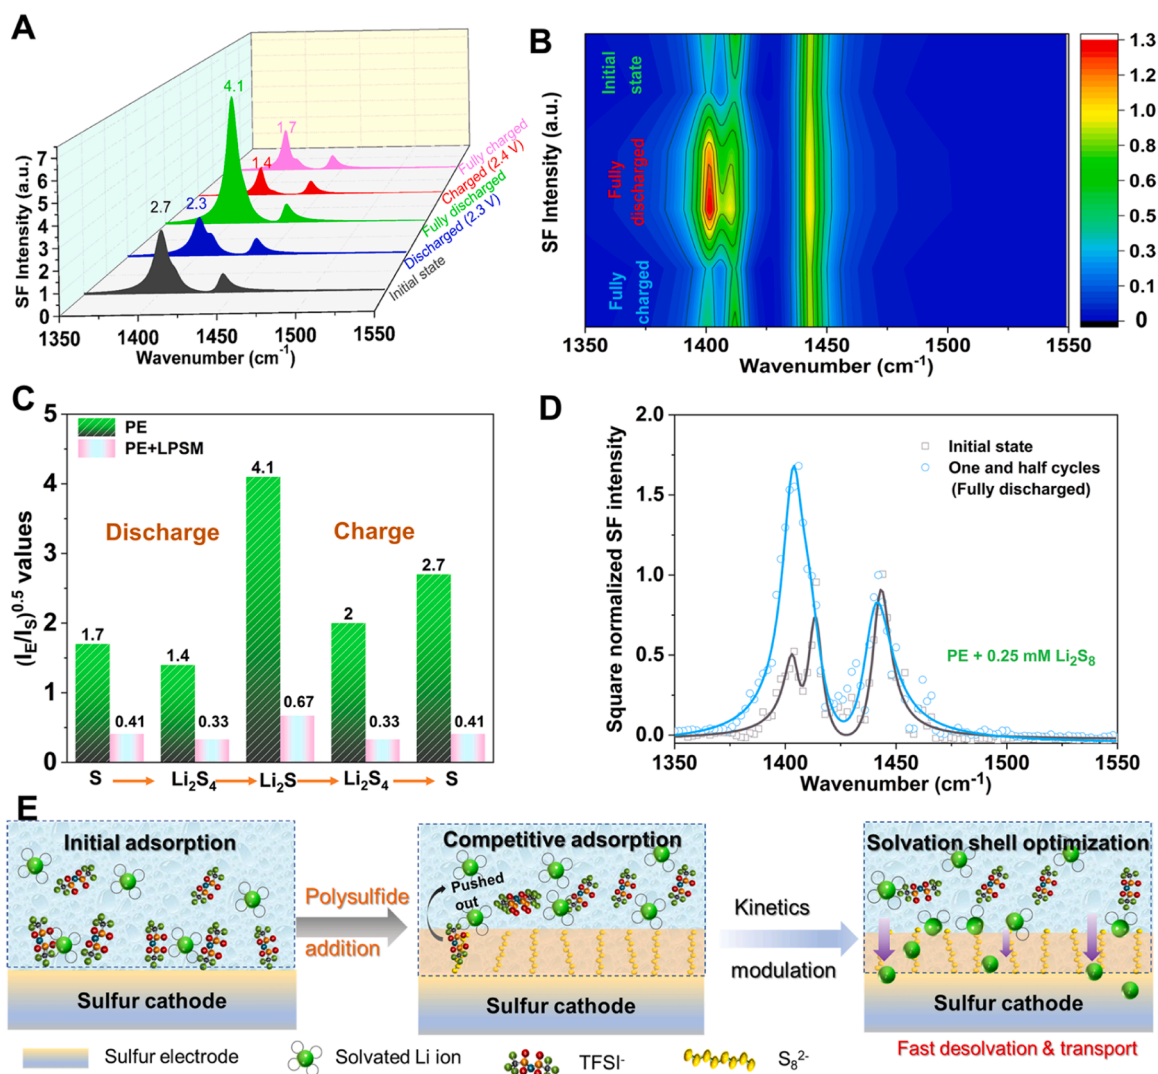 A
4.1
1.7
1.4
2.3
2.7
Fully charged
Charged (2.4 V)
Fully discharged
Discharged (2.3 V)
Initial state
SF Intensity (a.u.)
7
6
5
4
3
2
1
0
1350 1400 1450 1500 1550
Wavenumber (cm⁻¹)
B
SF Intensity (a.u.)
Initial
state
Fully
discharged
Fully
charged
1350 1400 1450 1500 1550
Wavenumber (cm⁻¹)
1.3
1.2
1.0
0.9
0.8
0.6
0.5
0.3
0.1
0
C
(I_E/I_S)^0.5 values
5
4
3
2
1
0
PE
PE+LPSM
Discharge
Charge
1.7
0.41
1.4
0.33
4.1
0.67
2
0.33
2.7
0.41
S Li₂S₄ Li₂S Li₂S₄ S
D
Square normalized SF intensity
2.0
1.5
1.0
0.5
0.0
Initial state
One and half cycles
(Fully discharged)
PE + 0.25 mM Li₂S₈
1350 1400 1450 1500 1550
Wavenumber (cm⁻¹)
E
Initial adsorption
Sulfur cathode
Polysulfide
addition
Competitive adsorption
Pushed
out
Sulfur cathode
Kinetics
modulation
Solvation shell optimization
Sulfur cathode
Fast desolvation & transport
Sulfur electrode
Solvated Li ion
TFSI⁻
S₈²⁻